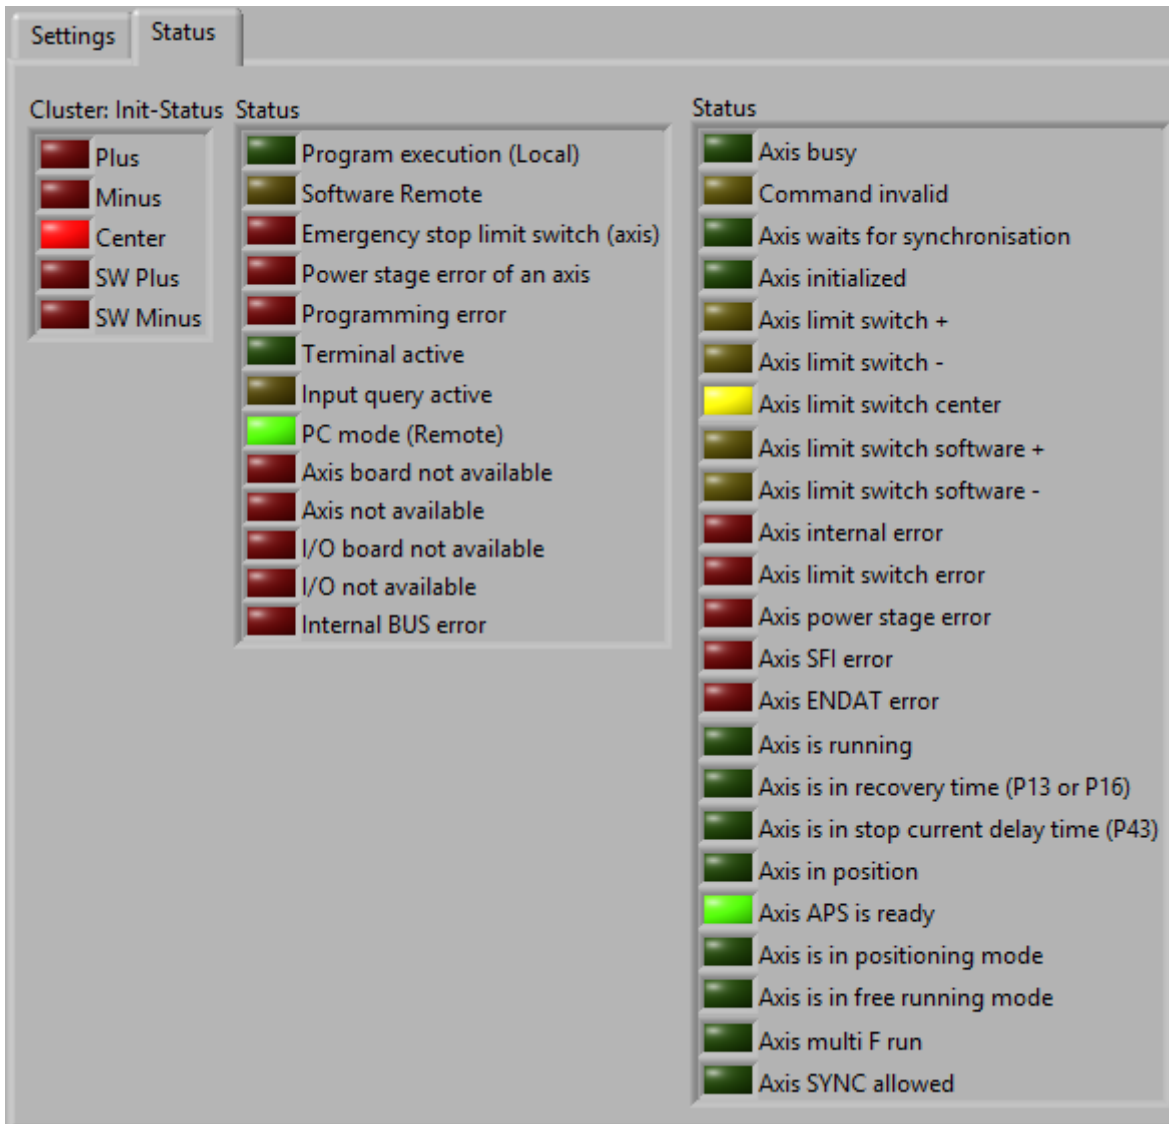 Settings
Status
Cluster: Init-Status
Plus
Minus
Center
SW Plus
SW Minus
Status
Program execution (Local)
Software Remote
Emergency stop limit switch (axis)
Power stage error of an axis
Programming error
Terminal active
Input query active
PC mode (Remote)
Axis board not available
Axis not available
I/O board not available
I/O not available
Internal BUS error
Status
Axis busy
Command invalid
Axis waits for synchronisation
Axis initialized
Axis limit switch +
Axis limit switch -
Axis limit switch center
Axis limit switch software +
Axis limit switch software -
Axis internal error
Axis limit switch error
Axis power stage error
Axis SFI error
Axis ENDAT error
Axis is running
Axis is in recovery time (P13 or P16)
Axis is in stop current delay time (P43)
Axis in position
Axis APS is ready
Axis is in positioning mode
Axis is in free running mode
Axis multi F run
Axis SYNC allowed